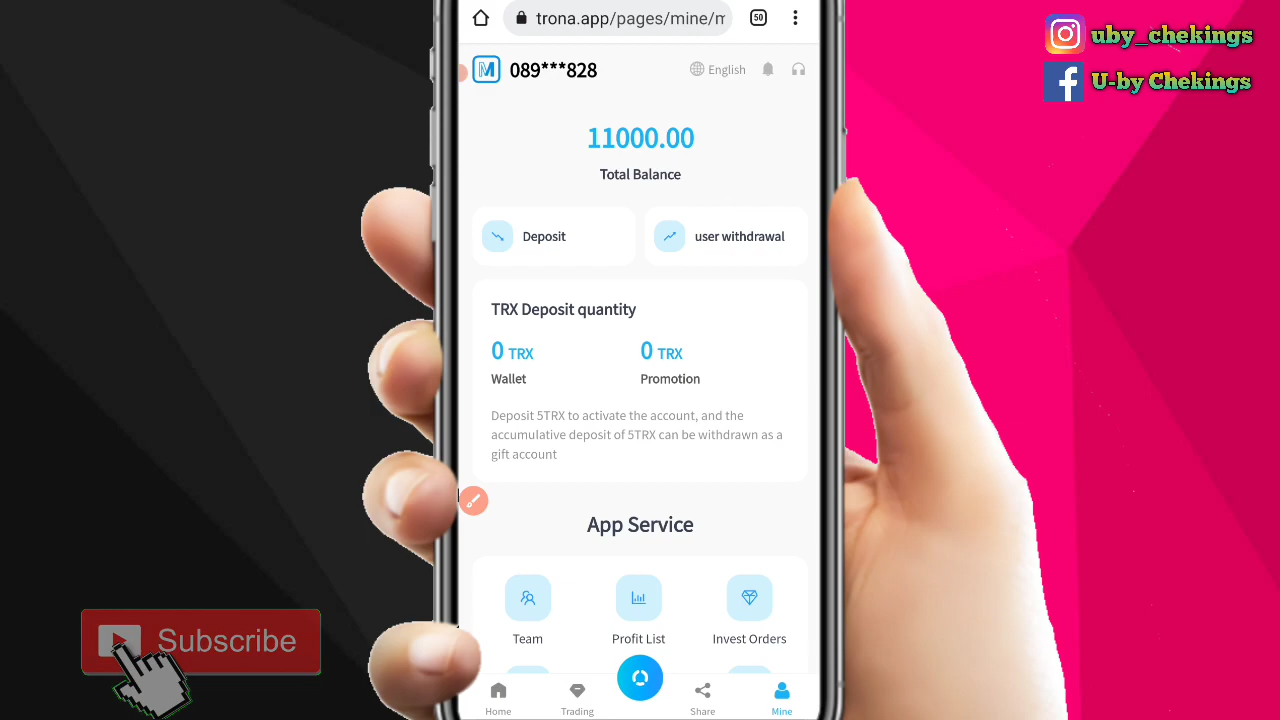 trona.app/pages/mine/m
50
089***828
English
11000.00
Total Balance
Deposit
user withdrawal
TRX Deposit quantity
0 TRX
0 TRX
Wallet
Promotion
Deposit 5TRX to activate the account, and the
accumulative deposit of 5TRX can be withdrawn as a
gift account
App Service
Team
Profit List
Invest Orders
Home
Trading
Share
Mine
uby_chekings
U-by Chekings
Subscribe